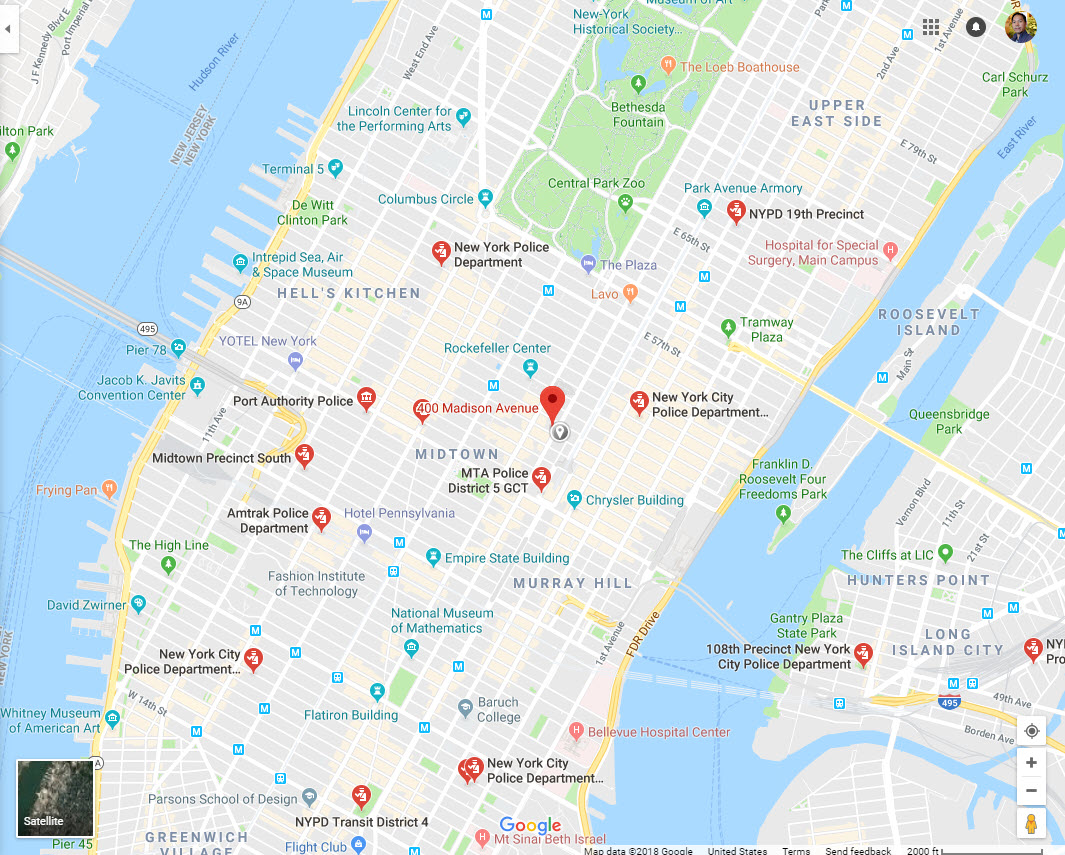 Museum of Art
J F Kennedy Blvd E
Port Imperial
West End Ave
New-York
Historical Society...
1st Avenue
2nd Ave
Hudson River
The Loeb Boathouse
Carl Schurz
Park
Bethesda
Fountain
UPPER
EAST SIDE
Lincoln Center for
the Performing Arts
NEW JERSEY
NEW YORK
ilton Park
East River
E 79th St
Terminal 5
Central Park Zoo
Park Avenue Armory
Columbus Circle
De Witt
Clinton Park
NYPD 19th Precinct
E 65th St
New York Police
Department
Hospital for Special
Surgery, Main Campus
Intrepid Sea, Air
& Space Museum
The Plaza
HELL'S KITCHEN
Lavo
9A
ROOSEVELT
ISLAND
495
Tramway
Plaza
YOTEL New York
E 57th St
Pier 78
Rockefeller Center
Main St
Jacob K. Javits
Convention Center
Port Authority Police
400 Madison Avenue
New York City
Police Department...
Queensbridge
Park
11th Ave
MIDTOWN
Midtown Precinct South
MTA Police
District 5 GCT
Franklin D.
Roosevelt Four
Freedoms Park
Frying Pan
Chrysler Building
Vernon Blvd
11th St
21st St
Amtrak Police
Department
Hotel Pennsylvania
The High Line
Empire State Building
The Cliffs at LIC
Fashion Institute
of Technology
MURRAY HILL
HUNTERS POINT
David Zwirner
National Museum
of Mathematics
Gantry Plaza
State Park
1st Avenue
FDR Drive
LONG
ISLAND CITY
NEW YORK
New York City
Police Department...
108th Precinct New York
City Police Department
NYI
Pro
W 14th St
Whitney Museum
of American Art
Flatiron Building
Baruch
College
495
49th Ave
Borden Ave
Bellevue Hospital Center
New York City
Police Department...
Parsons School of Design
Satellite
NYPD Transit District 4
Google
GREENWICH
VILLAGE
Mt Sinai Beth Israel
Pier 45
Flight Club
Map data ©2018 Google
United States
Terms
Send feedback
2000 ft